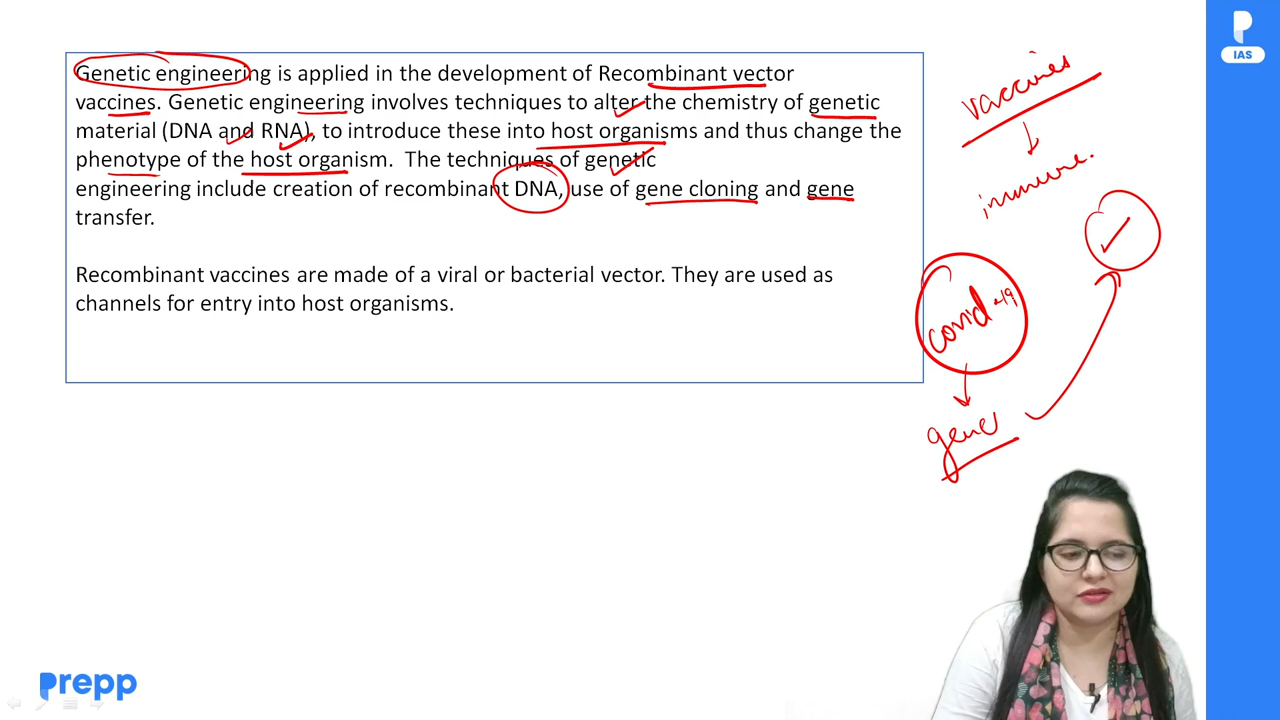 Genetic engineering is applied in the development of Recombinant vector
vaccines. Genetic engineering involves techniques to alter the chemistry of genetic
material (DNA and RNA), to introduce these into host organisms and thus change the
phenotype of the host organism.  The techniques of genetic
engineering include creation of recombinant DNA, use of gene cloning and gene
transfer.
Recombinant vaccines are made of a viral or bacterial vector. They are used as
channels for entry into host organisms.
vaccines
immune.
covid-19
gene
P
IAS
Prepp